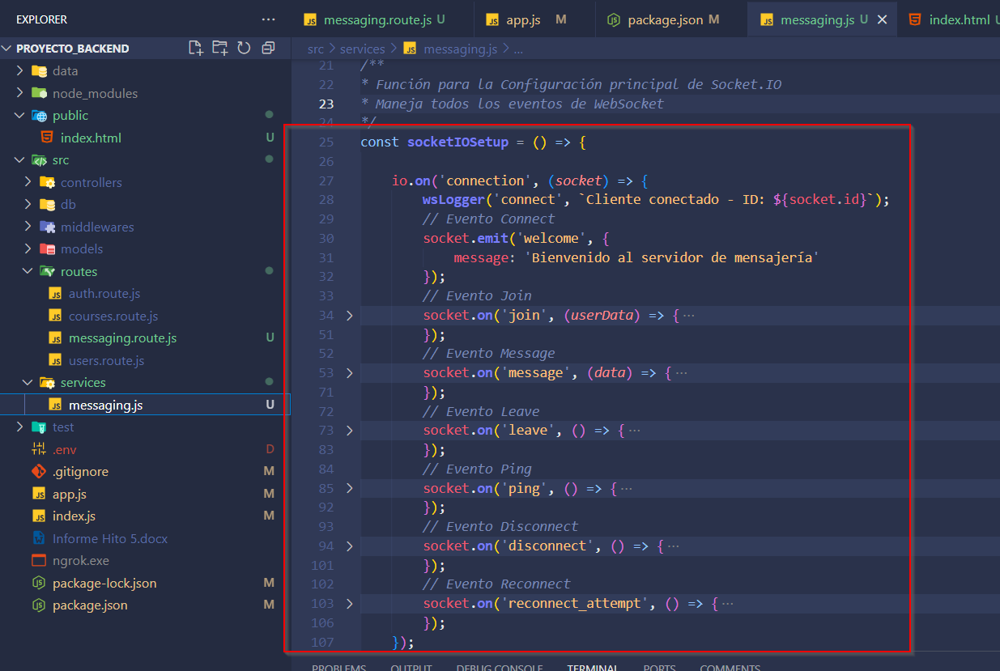 EXPLORER ···
PROYECTO_BACKEND
data
node_modules
public
index.html U
src
controllers
db
middlewares
models
routes
auth.route.js
courses.route.js
messaging.route.js U
users.route.js
services
messaging.js U
test
.env D
.gitignore M
app.js M
index.js M
Informe Hito 5.docx
ngrok.exe
package-lock.json M
package.json M
messaging.route.js U
app.js M
package.json M
messaging.js U
index.html U
src > services > messaging.js > ...
21 /**
22 * Función para la Configuración principal de Socket.IO
23 * Maneja todos los eventos de WebSocket
24 */
25 const socketIOSetup = () => {
26
27 io.on('connection', (socket) => {
28 wsLogger('connect', `Cliente conectado - ID: ${socket.id}`);
29 // Evento Connect
30 socket.emit('welcome', {
31 message: 'Bienvenido al servidor de mensajería'
32 });
33 // Evento Join
34 socket.on('join', (userData) => { ···
51 });
52 // Evento Message
53 socket.on('message', (data) => { ···
71 });
72 // Evento Leave
73 socket.on('leave', () => { ···
83 });
84 // Evento Ping
85 socket.on('ping', () => { ···
92 });
93 // Evento Disconnect
94 socket.on('disconnect', () => { ···
101 });
102 // Evento Reconnect
103 socket.on('reconnect_attempt', () => { ···
106 });
107 });
PROBLEMS OUTPUT DEBUG CONSOLE TERMINAL PORTS COMMENTS